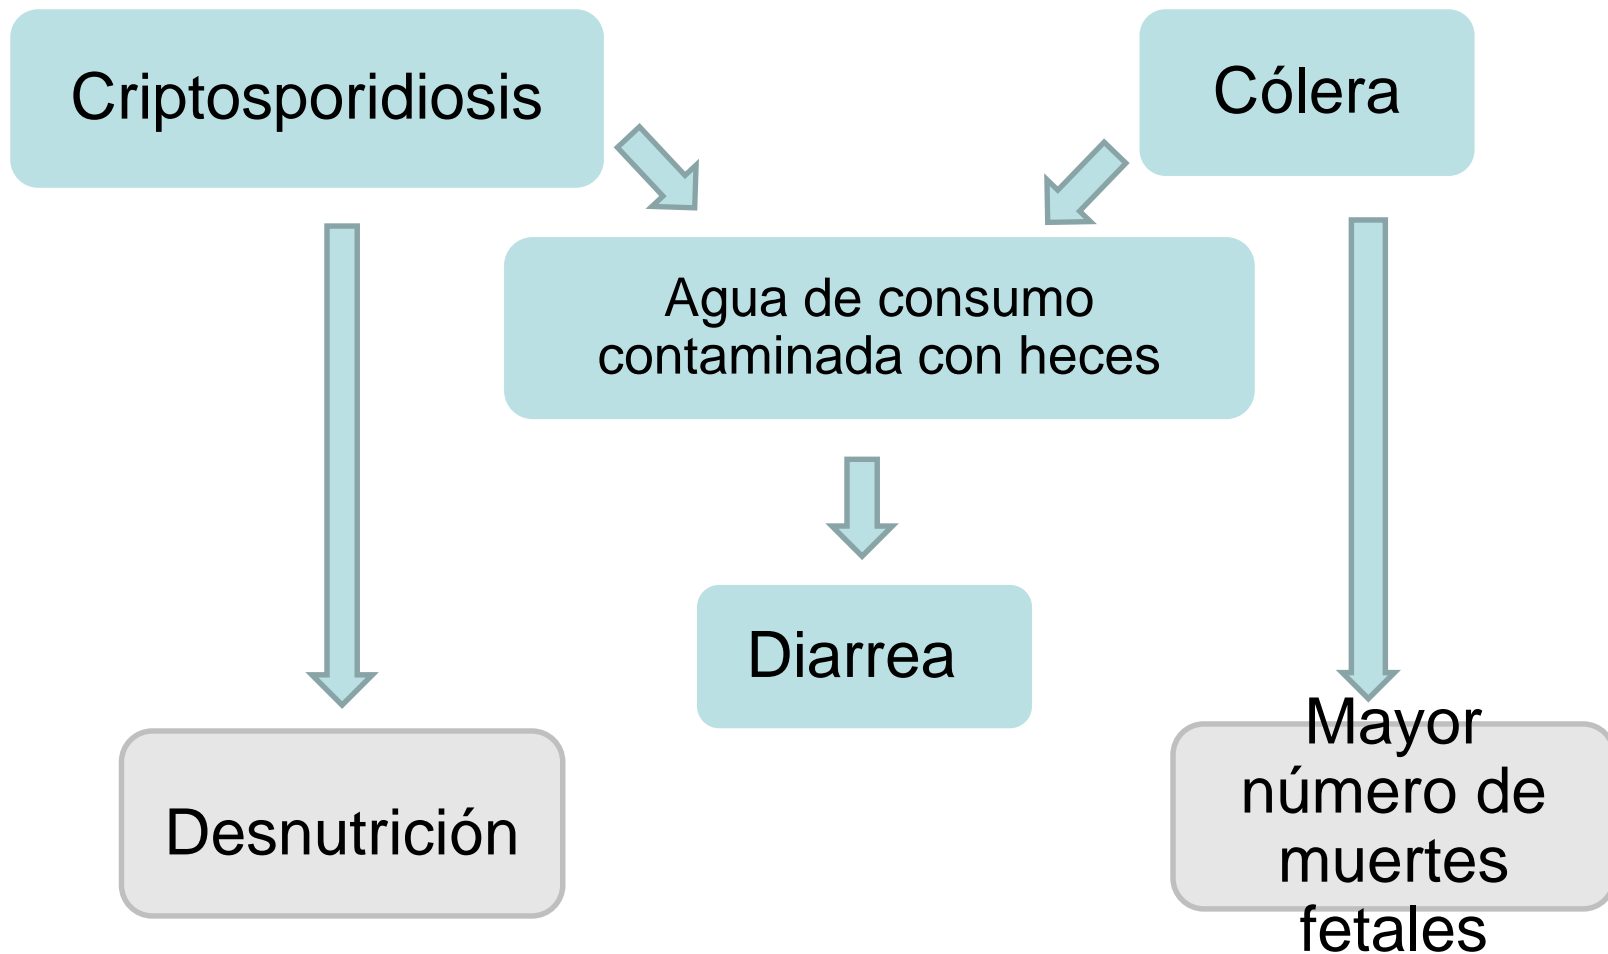 Criptosporidiosis
Cólera
Agua de consumo
contaminada con heces
Diarrea
Desnutrición
Mayor
número de
muertes
fetales